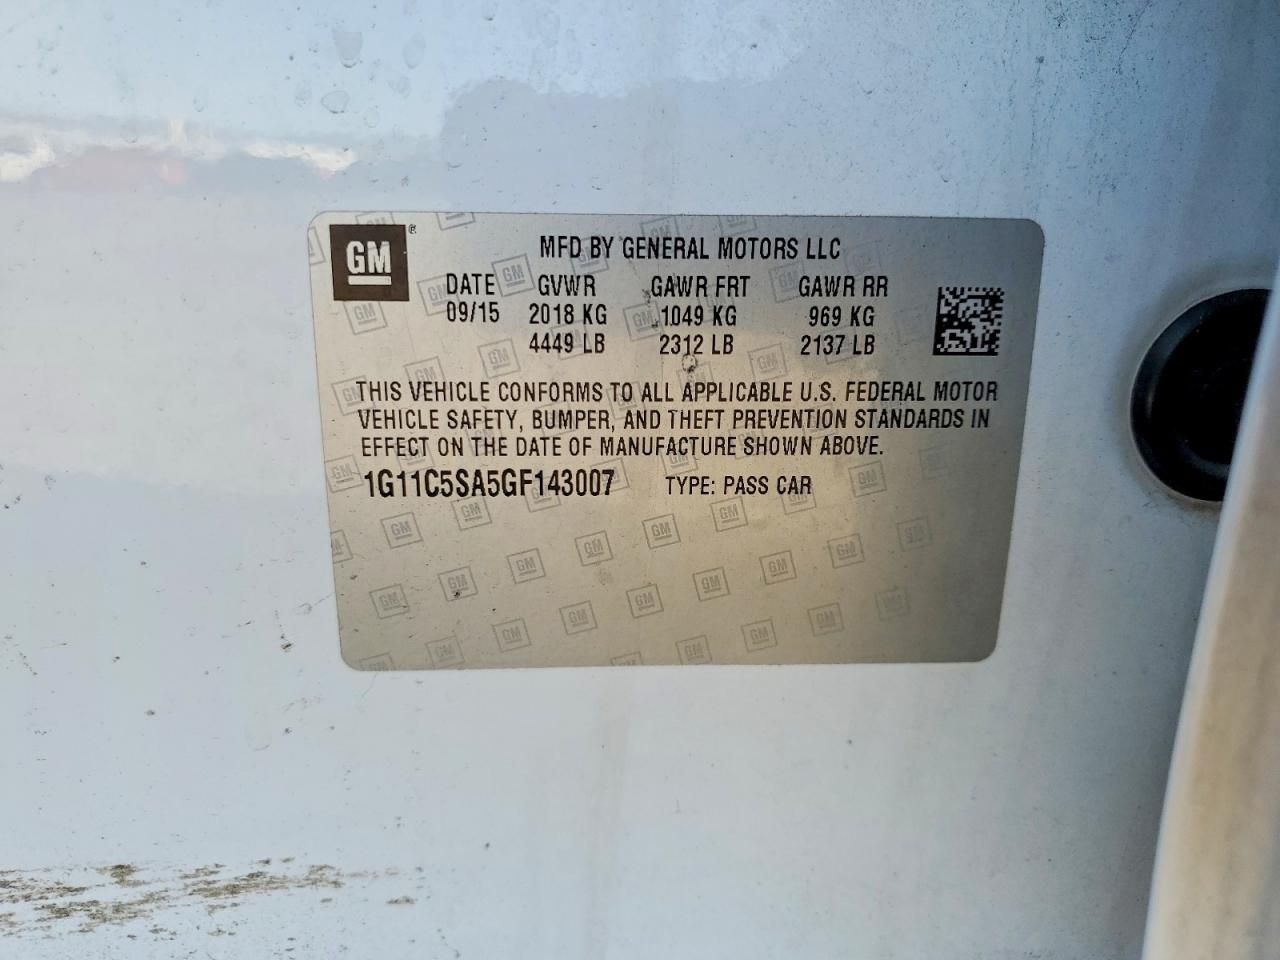 GM ®
MFD BY GENERAL MOTORS LLC
DATE GVWR GAWR FRT GAWR RR
09/15 2018 KG 1049 KG 969 KG
4449 LB 2312 LB 2137 LB
THIS VEHICLE CONFORMS TO ALL APPLICABLE U.S. FEDERAL MOTOR
VEHICLE SAFETY, BUMPER, AND THEFT PREVENTION STANDARDS IN
EFFECT ON THE DATE OF MANUFACTURE SHOWN ABOVE.
1G11C5SA5GF143007 TYPE: PASS CAR